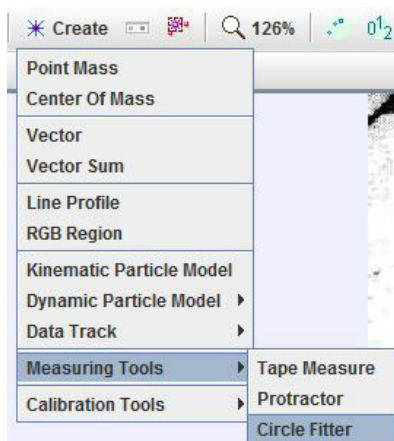 Create 126% 0¹₂
Point Mass
Center Of Mass
Vector
Vector Sum
Line Profile
RGB Region
Kinematic Particle Model
Dynamic Particle Model
Data Track
Measuring Tools
Calibration Tools
Tape Measure
Protractor
Circle Fitter